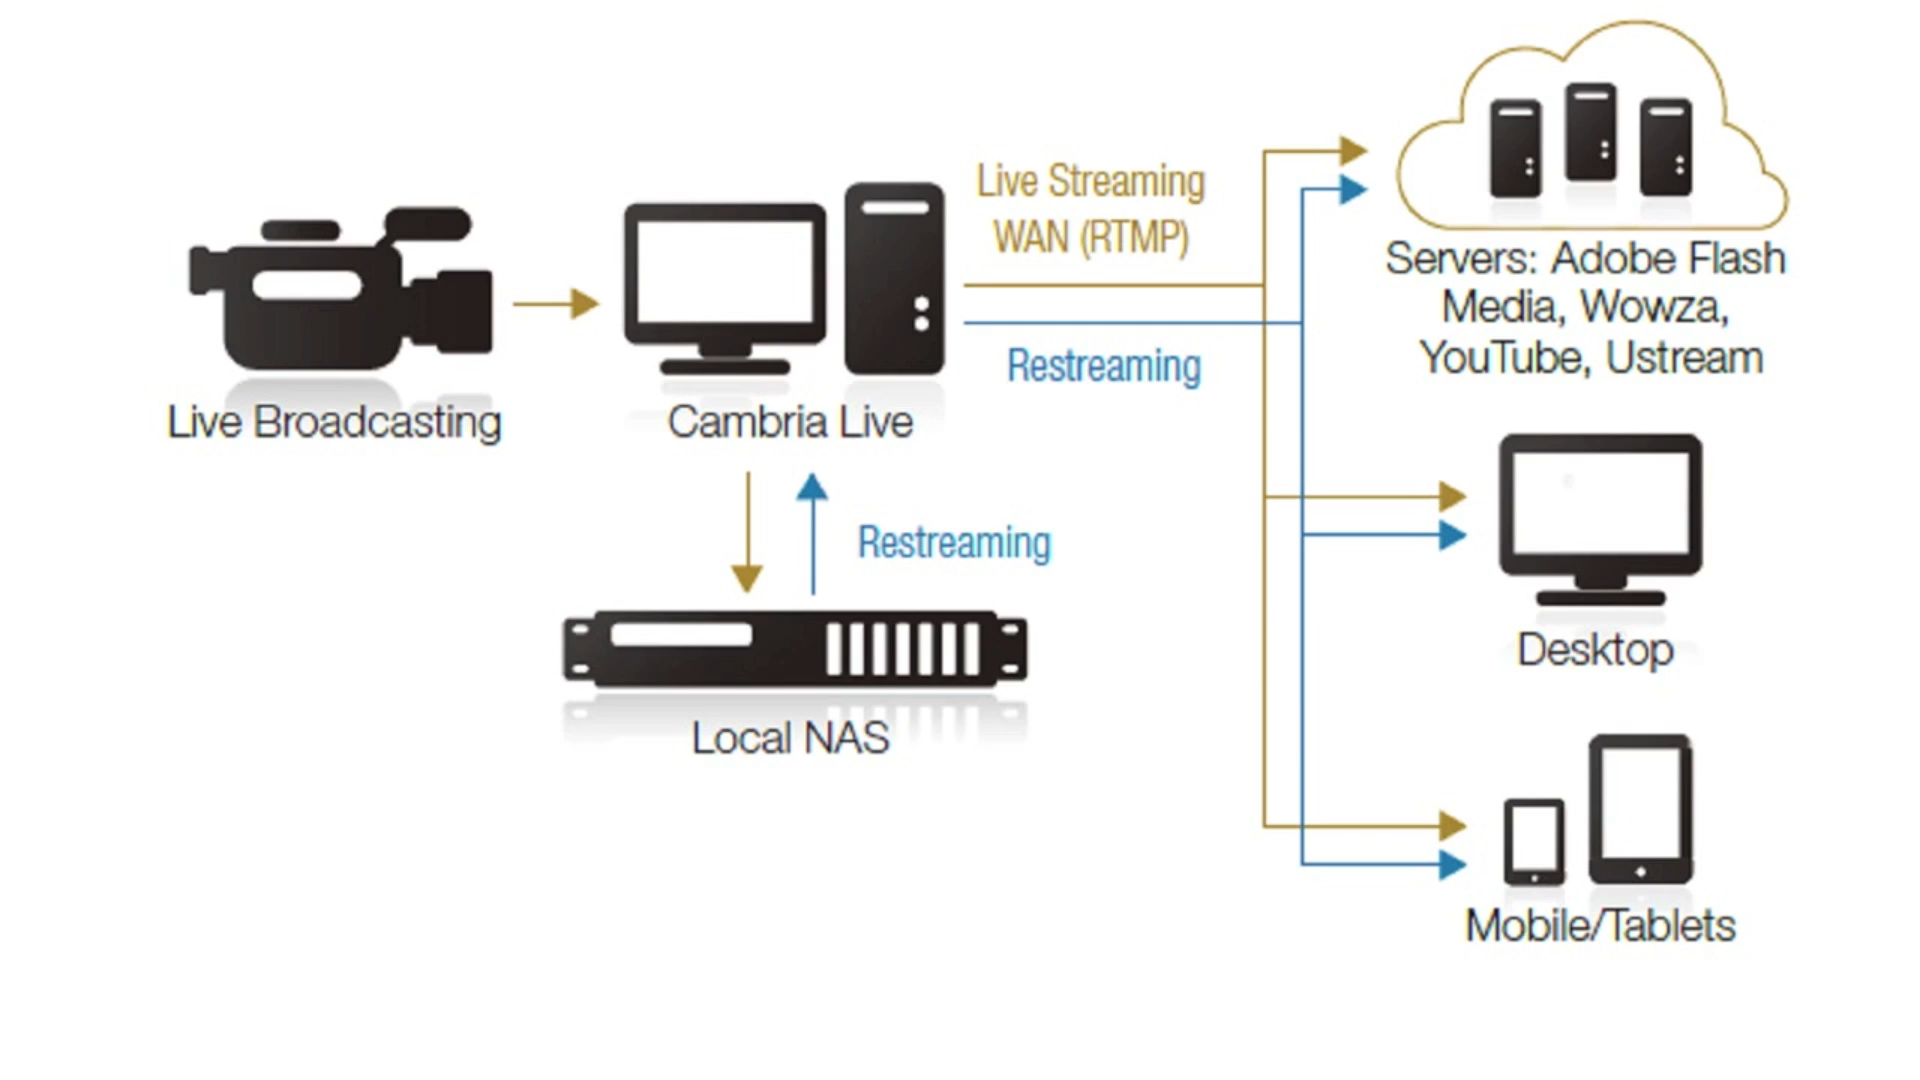 Live Streaming
WAN (RTMP)
Servers: Adobe Flash
Media, Wowza,
YouTube, Ustream
Restreaming
Live Broadcasting
Cambria Live
Restreaming
Desktop
Local NAS
Mobile/Tablets